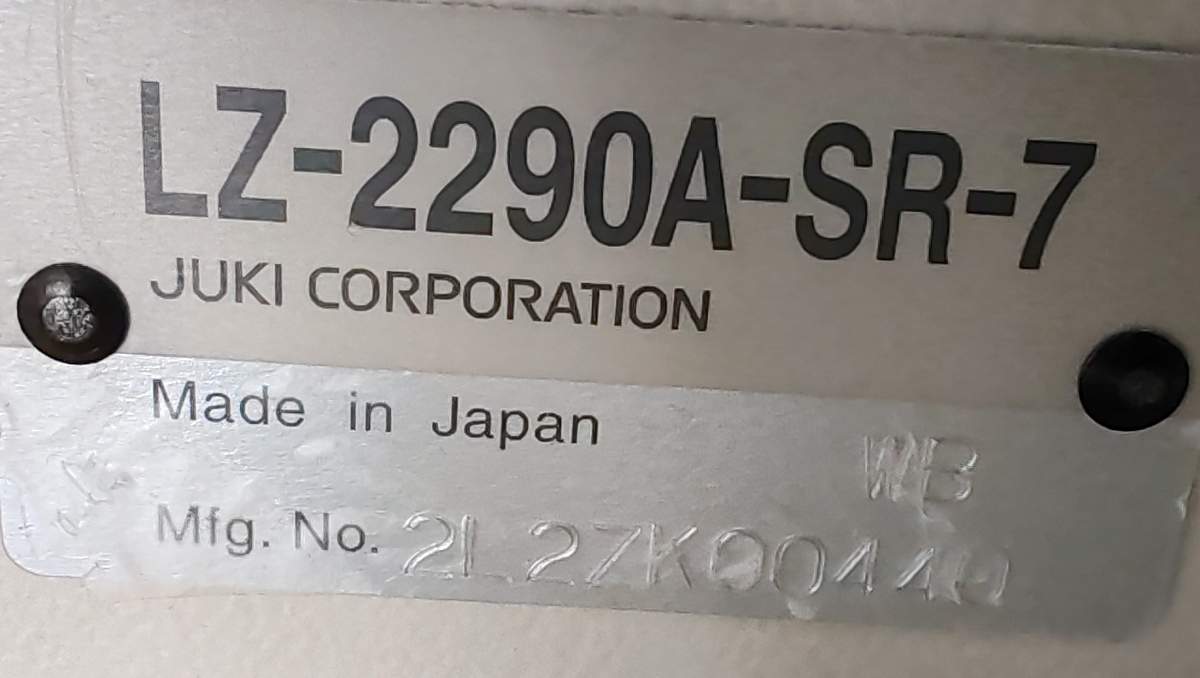 LZ-2290A-SR-7
JUKI CORPORATION
Made in Japan
WB
Mfg. No.